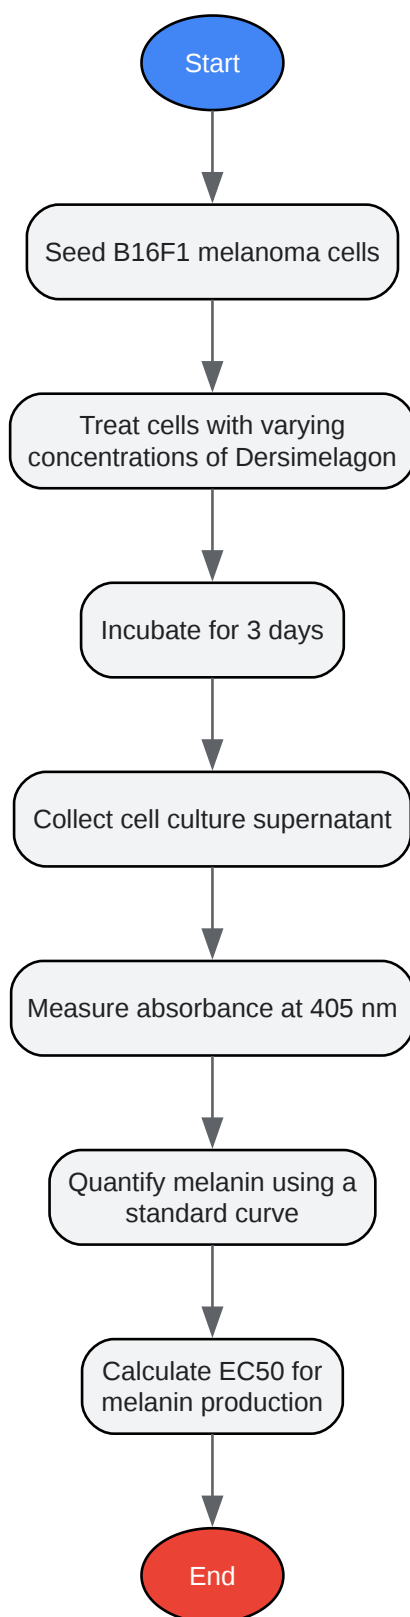 Start
Seed B16F1 melanoma cells
Treat cells with varying
concentrations of Dersimelagon
Incubate for 3 days
Collect cell culture supernatant
Measure absorbance at 405 nm
Quantify melanin using a
standard curve
Calculate EC50 for
melanin production
End